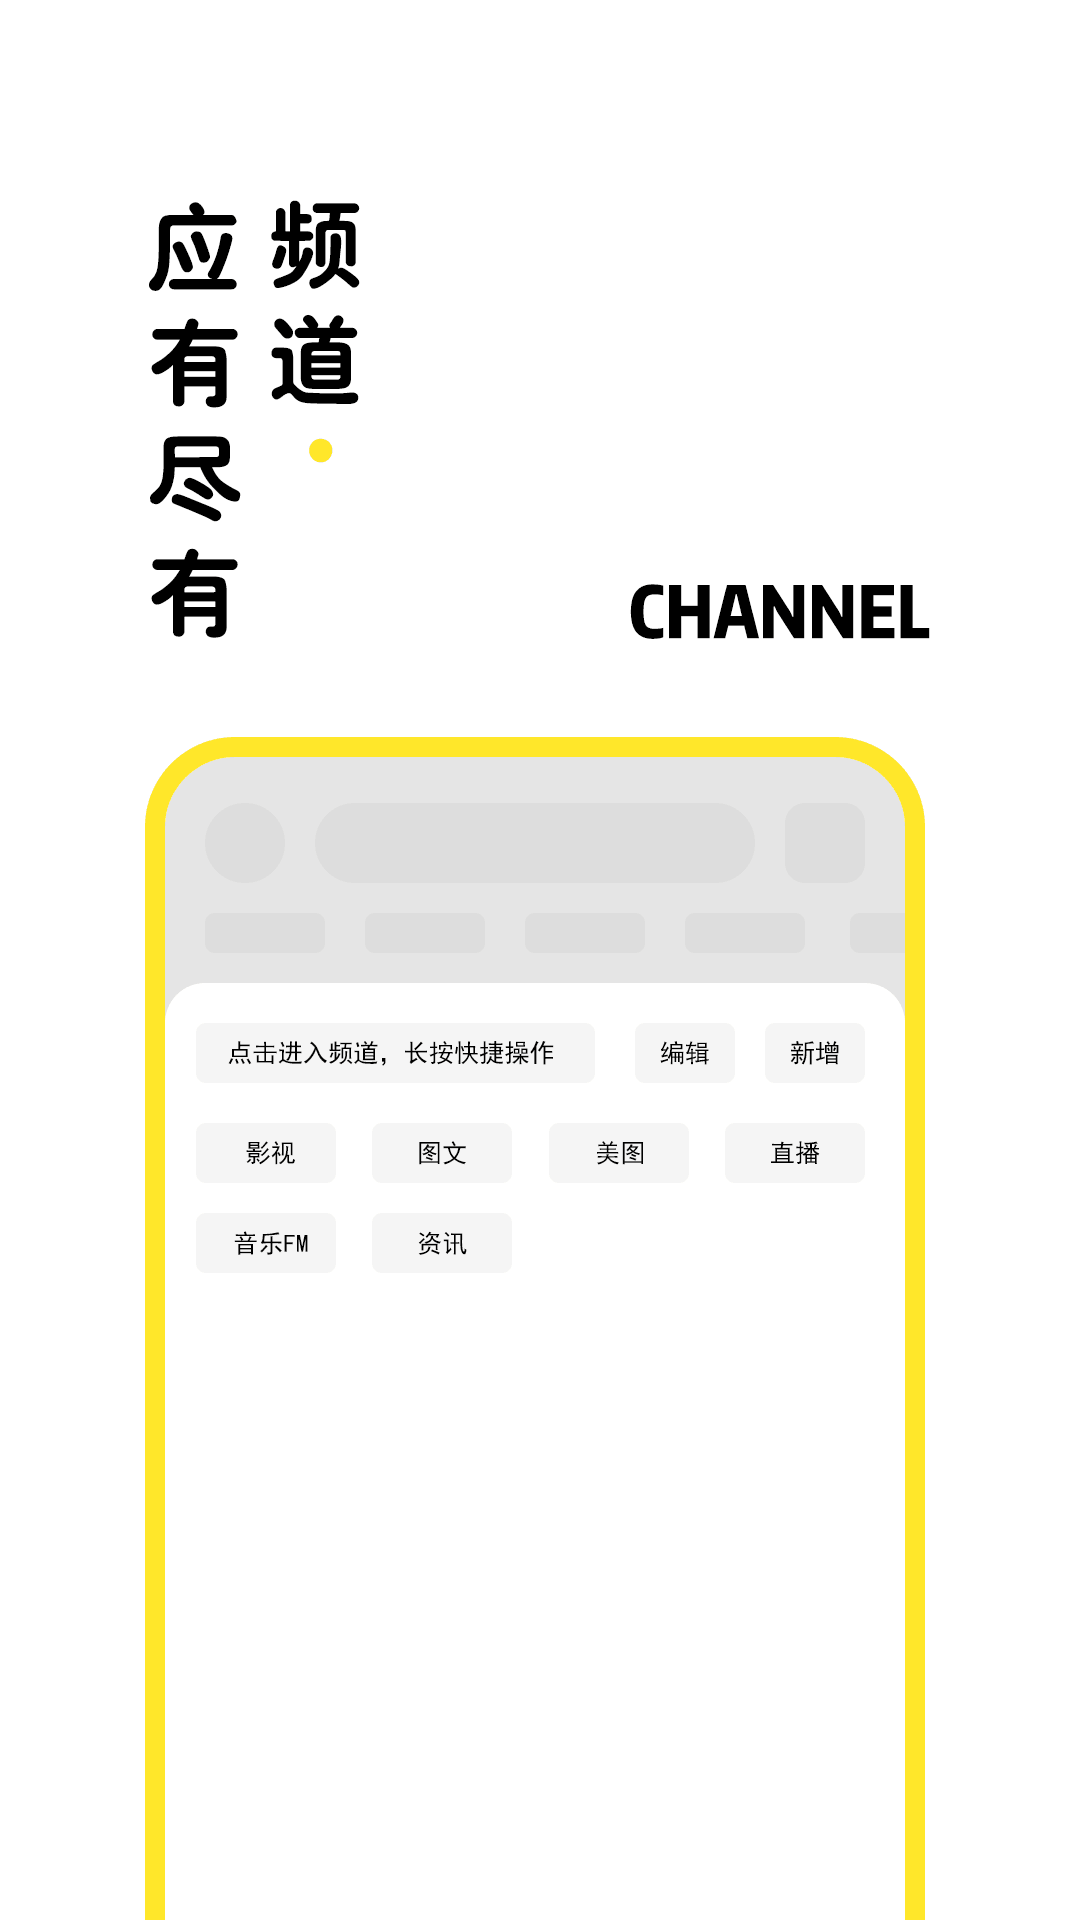 频道
应有尽有
CHANNEL
点击进入频道，长按快捷操作
编辑
新增
影视
图文
美图
直播
音乐FM
资讯